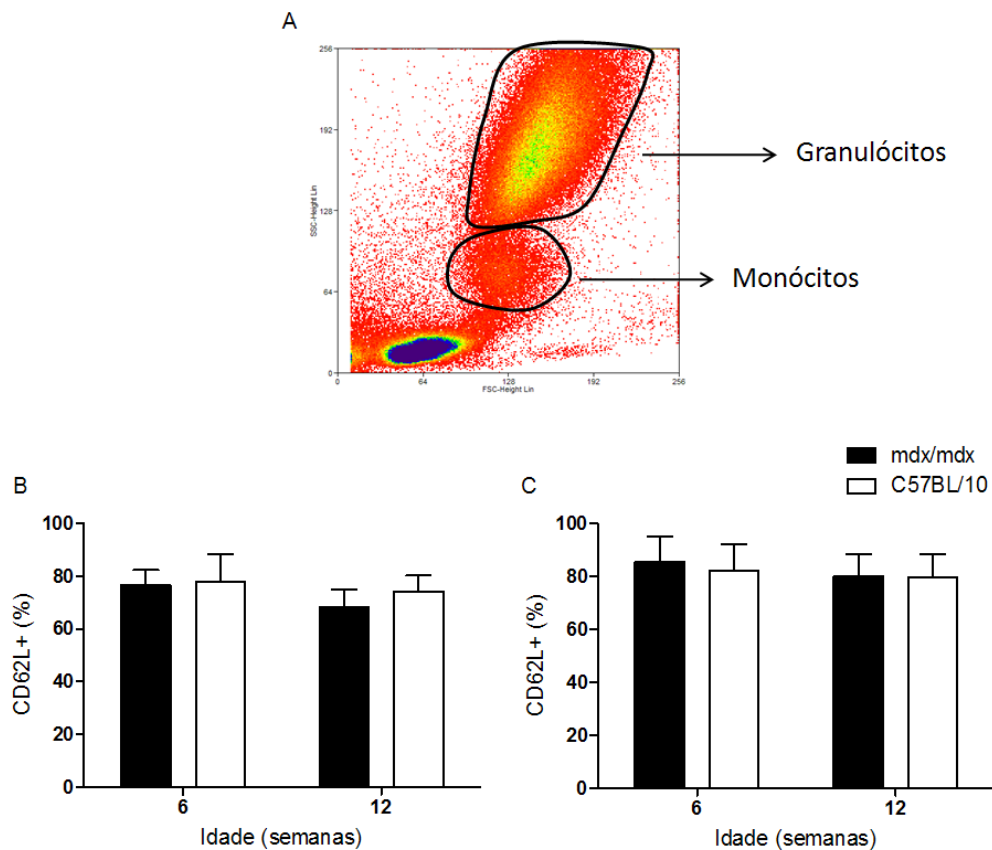 A
256
192
128
64
0
SSC-Height Lin
0 64 128 192 256
FSC-Height Lin
Granulócitos
Monócitos
mdx/mdx
C57BL/10
B
100
80
60
40
20
0
CD62L+ (%)
6 12
Idade (semanas)
C
100
80
60
40
20
0
CD62L+ (%)
6 12
Idade (semanas)